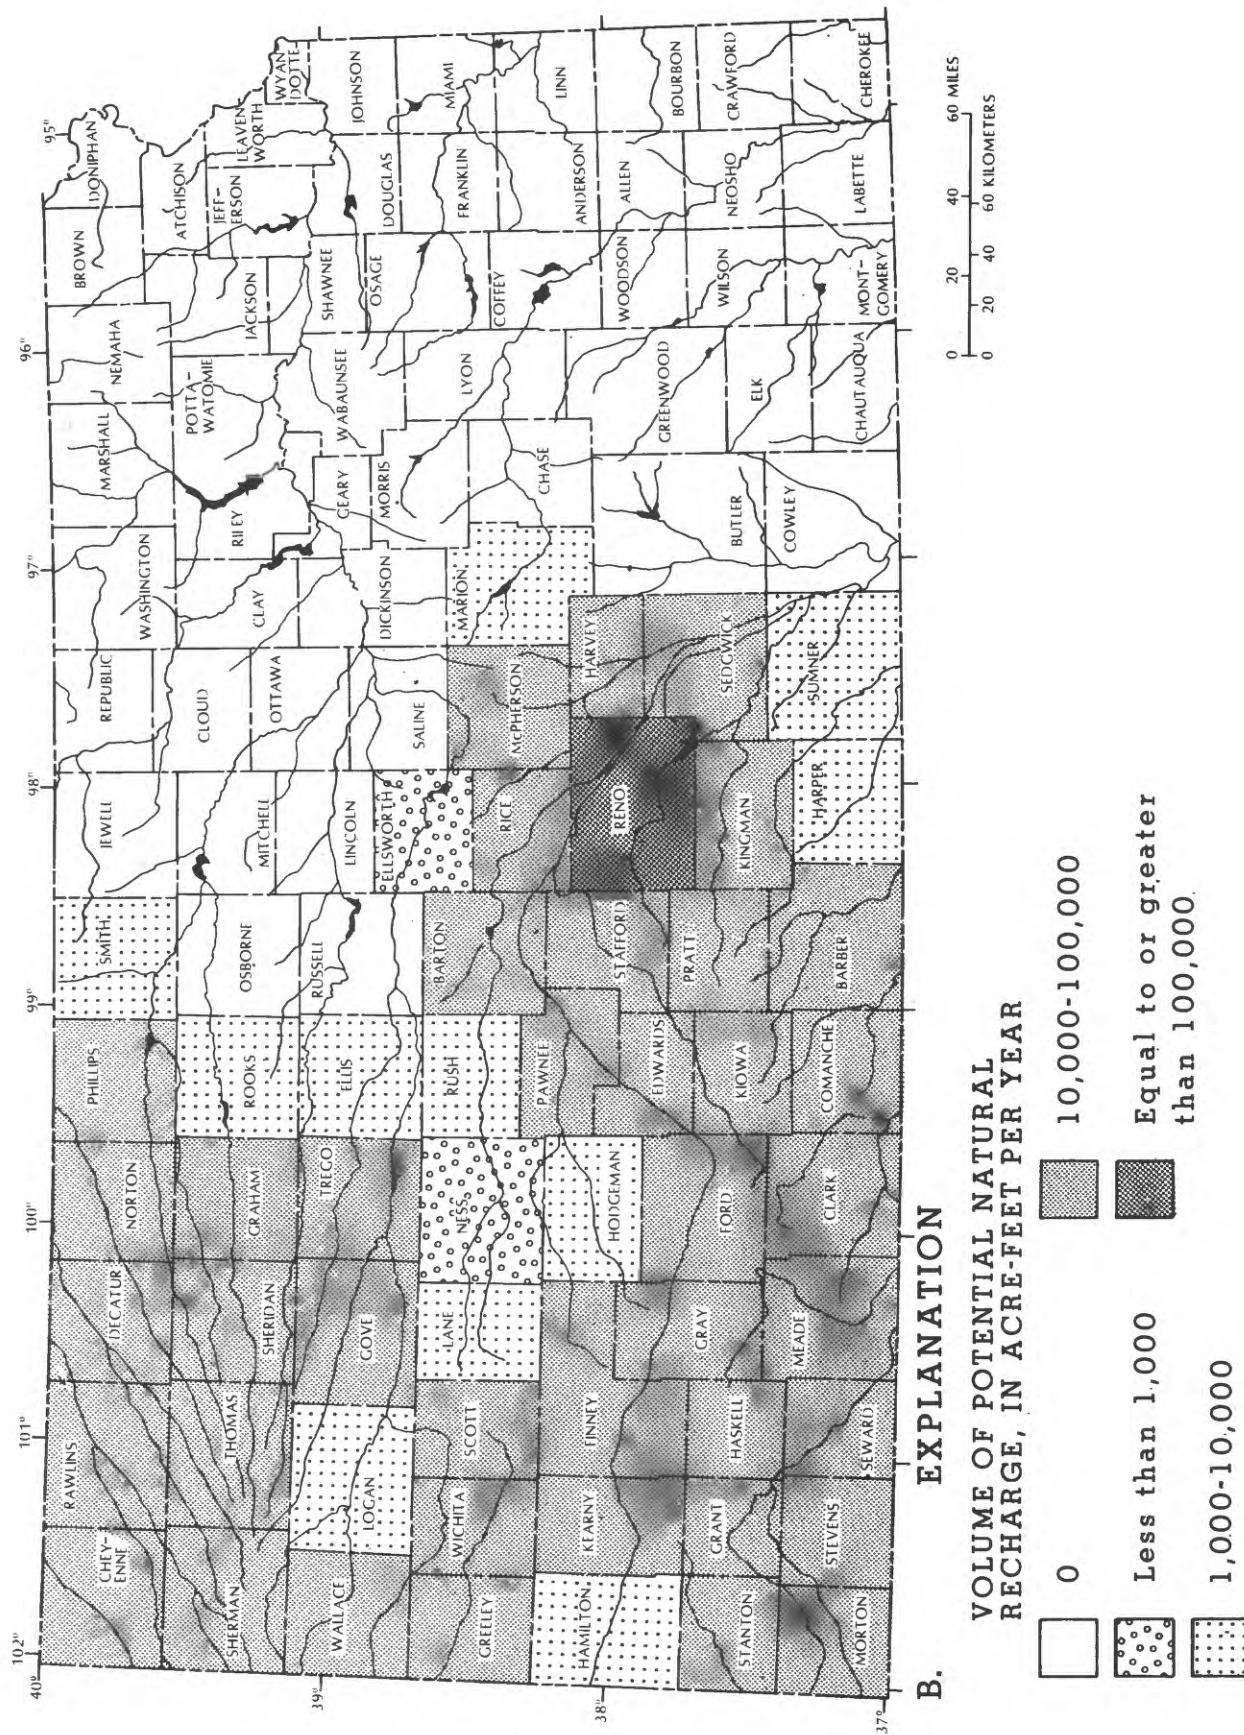 102°
101°
100°
99°
98°
97°
96°
95°
40°
39°
38°
37°
CHEY-
ENNE
RAWLINS
DECATUR
NORTON
PHILLIPS
SMITH
JEWELL
REPUBLIC
WASHINGTON
MARSHALL
NEMAHA
BROWN
DONIPHAN
SHERMAN
THOMAS
SHERIDAN
GRAHAM
ROOKS
OSBORNE
MITCHELL
CLOUD
CLAY
RILEY
POTTA-
WATOMIE
JACKSON
ATCHISON
JEFF-
ERSON
LEAVEN
WORTH
WYAN
DOTTE
WALLACE
LOGAN
GOVE
TREGO
ELLIS
RUSSELL
LINCOLN
OTTAWA
SALINE
DICKINSON
GEARY
MORRIS
WABAUNSEE
SHAWNEE
OSAGE
DOUGLAS
JOHNSON
GREELEY
WICHITA
SCOTT
LANE
NESS
RUSH
BARTON
ELLSWORTH
RICE
McPHERSON
MARION
CHASE
LYON
COFFEY
FRANKLIN
MIAMI
HAMILTON
KEARNY
FINNEY
HODGEMAN
PAWNEE
STAFFORD
RENO
HARVEY
BUTLER
GREENWOOD
WOODSON
ANDERSON
ALLEN
LINN
BOURBON
STANTON
GRANT
HASKELL
GRAY
FORD
EDWARDS
KIOWA
PRATT
KINGMAN
SEDGWICK
ELK
WILSON
NEOSHO
CRAWFORD
MORTON
STEVENS
SEWARD
MEADE
CLARK
COMANCHE
BARBER
HARPER
SUMNER
COWLEY
CHAUTAUQUA
MONT-
GOMERY
LABETTE
CHEROKEE
0 20 40 60 MILES
0 20 40 60 KILOMETERS
B. EXPLANATION
VOLUME OF POTENTIAL NATURAL
RECHARGE, IN ACRE-FEET PER YEAR
0
Less than 1,000
1,000-10,000
10,000-100,000
Equal to or greater
than 100,000